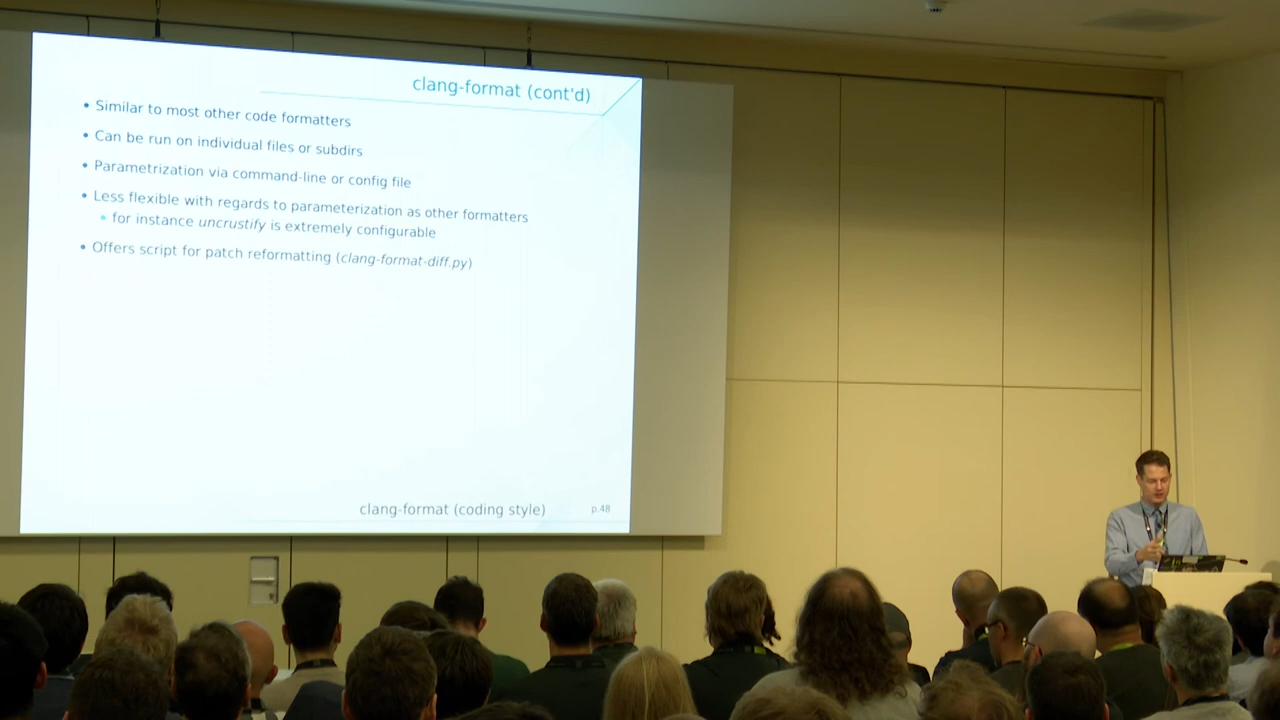 clang-format (cont'd)
• Similar to most other code formatters
• Can be run on individual files or subdirs
• Parametrization via command-line or config file
• Less flexible with regards to parameterization as other formatters
• for instance uncrustify is extremely configurable
• Offers script for patch reformatting (clang-format-diff.py)
clang-format (coding style)
p.48